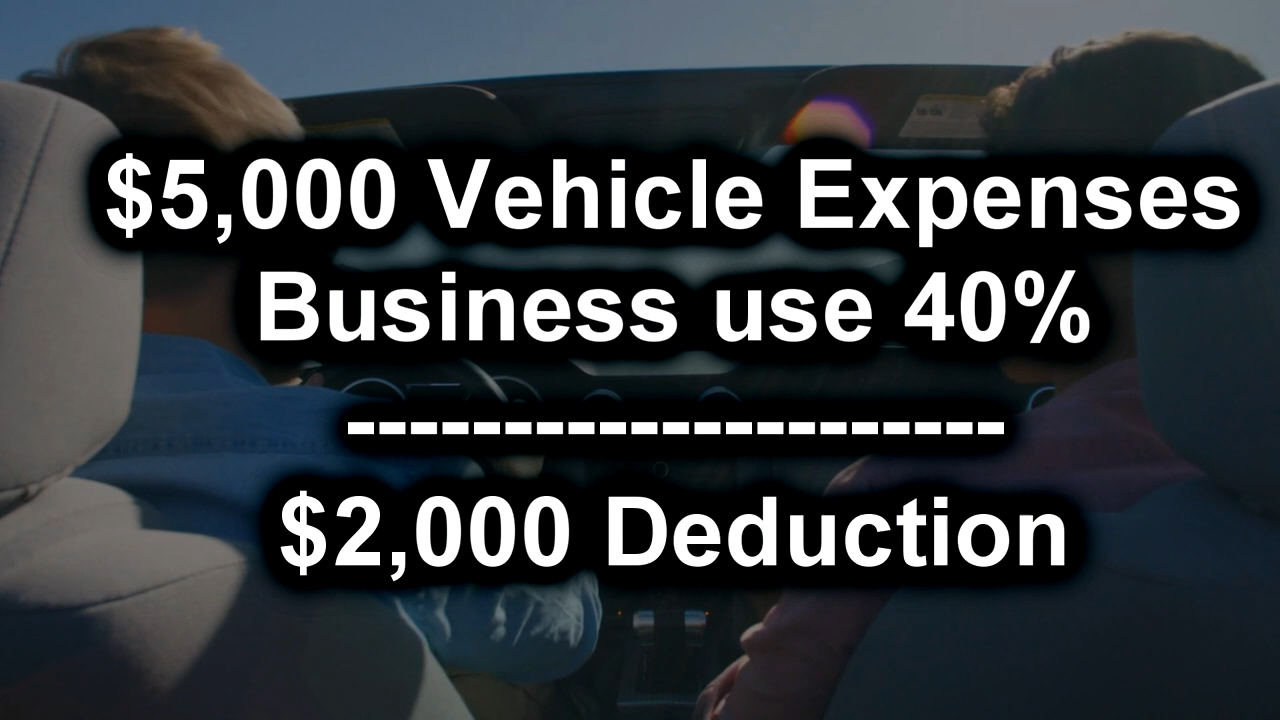 $5,000 Vehicle Expenses
Business use 40%
---------------------
$2,000 Deduction